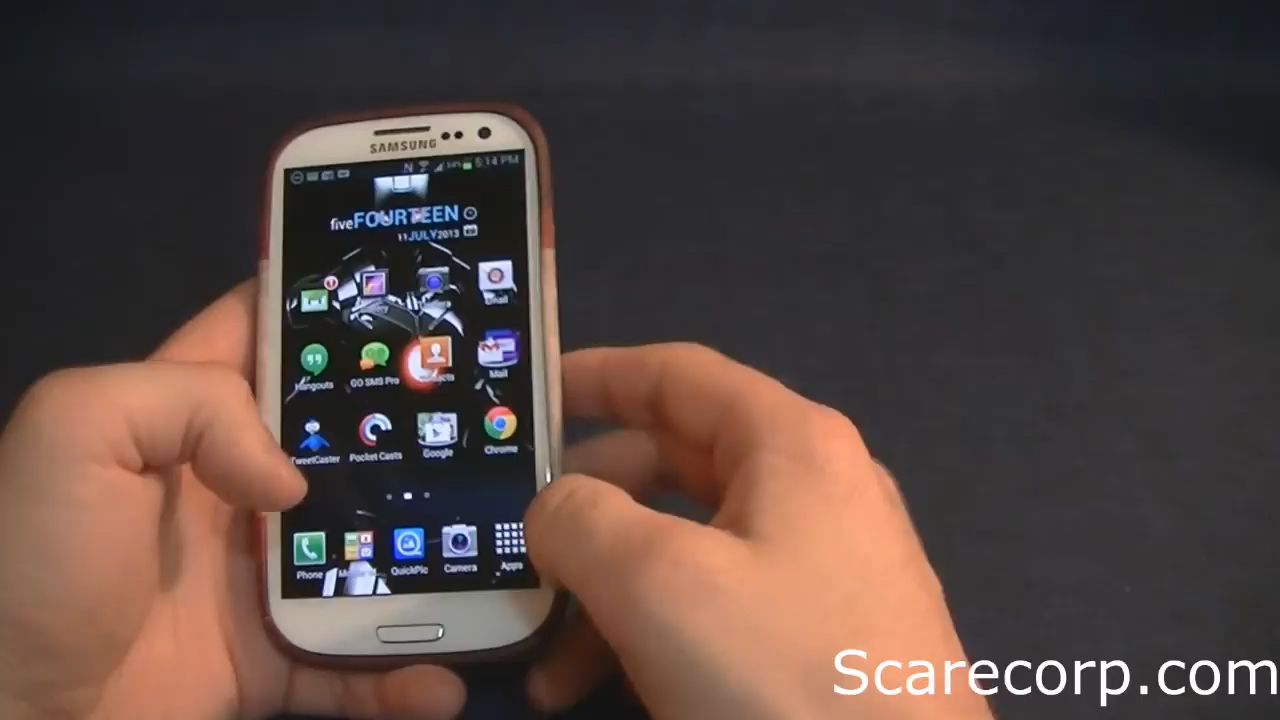 SAMSUNG
N 5:14 PM
fiveFOURTEEN
11JULY2013
Email
Hangouts
GO SMS Pro
Contacts
Mail
TweetCaster
Pocket Casts
Google
Chrome
Phone
QuickPic
Camera
Apps
Scarecorp.com